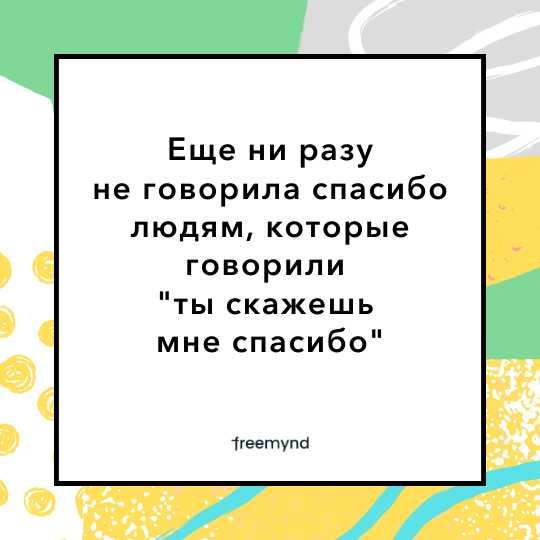 Еще ни разу
не говорила спасибо
людям, которые
говорили
"ты скажешь
мне спасибо"
freemynd